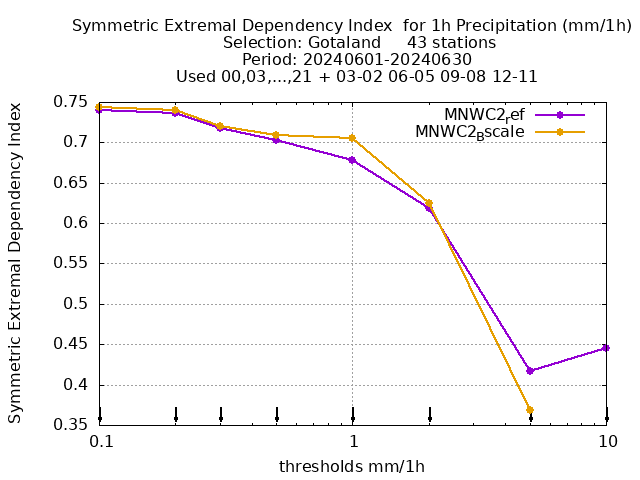 Symmetric Extremal Dependency Index  for 1h Precipitation (mm/1h)
Selection: Gotaland     43 stations
Period: 20240601-20240630
Used 00,03,...,21 + 03-02 06-05 09-08 12-11
Symmetric Extremal Dependency Index
0.75
0.7
0.65
0.6
0.55
0.5
0.45
0.4
0.35
MNWC2ref
MNWC2Bscale
0.1 1 10
thresholds mm/1h